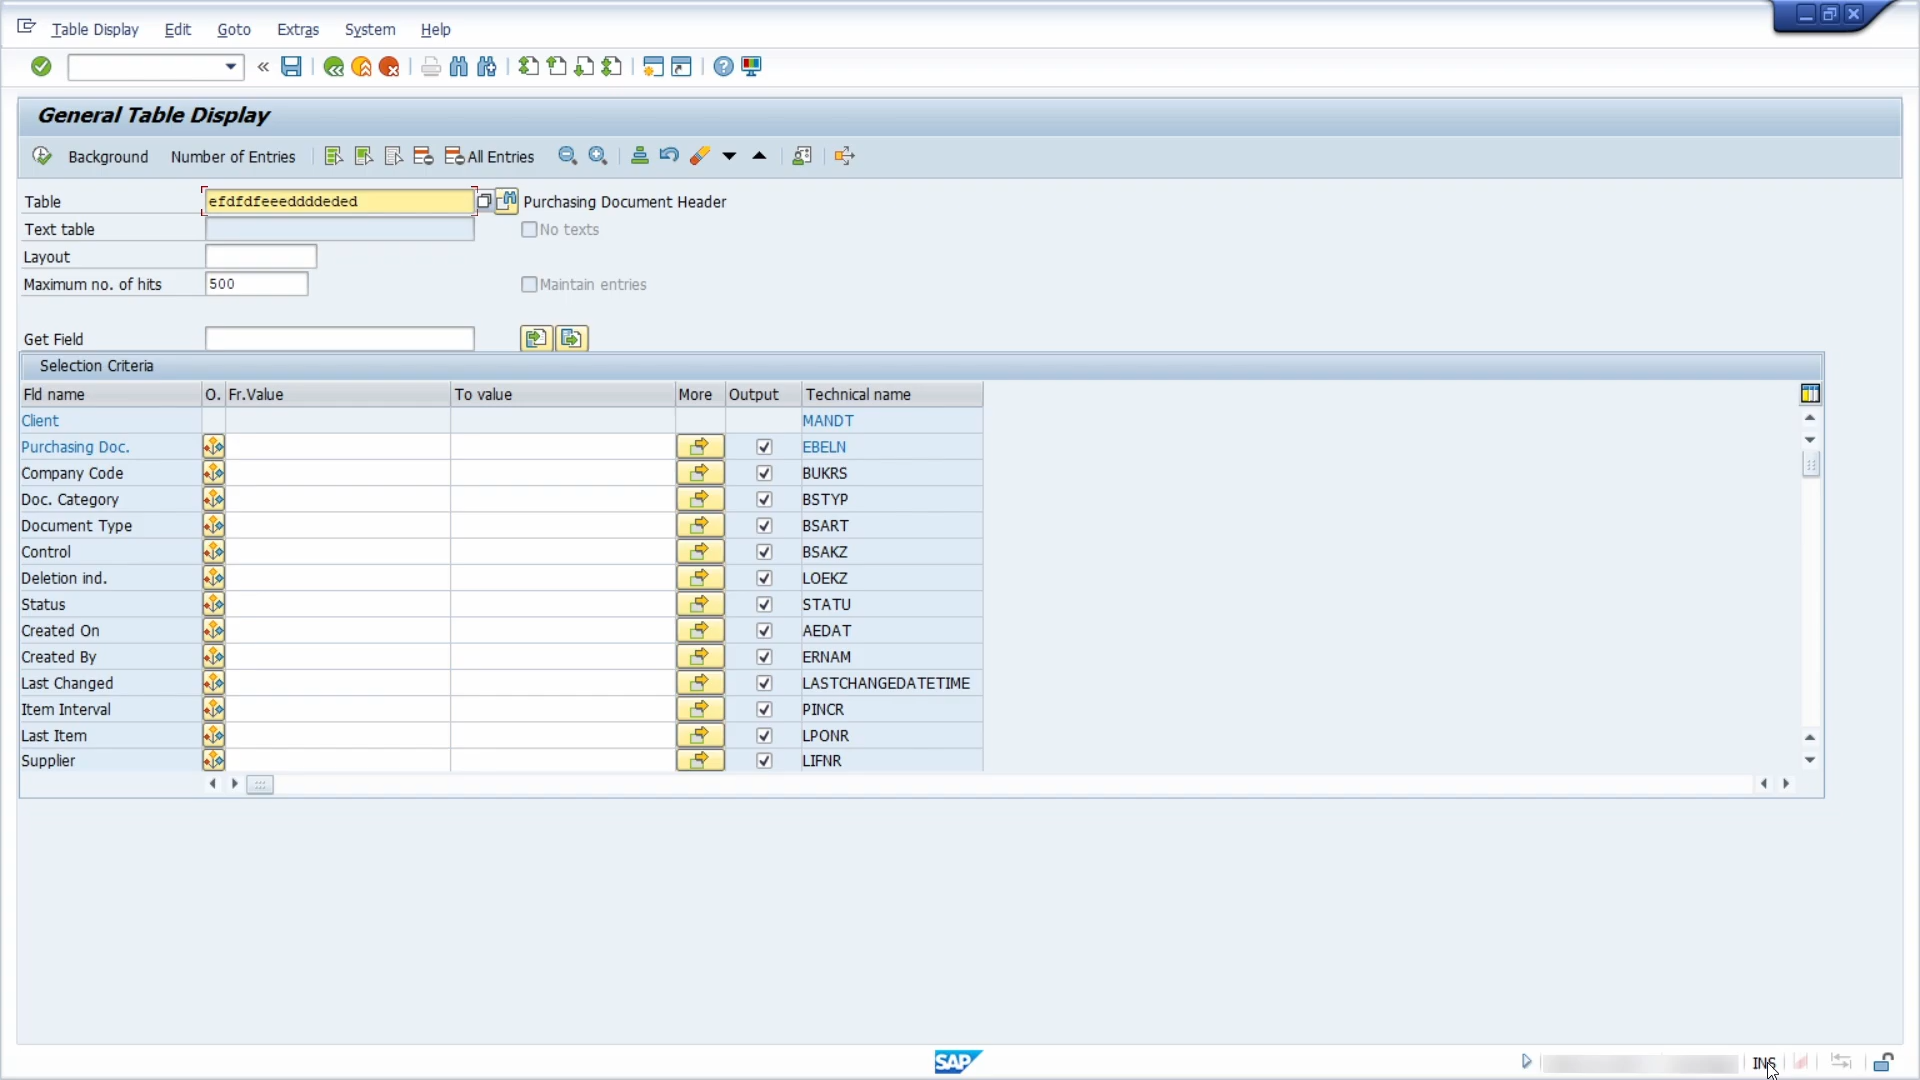 Table Display Edit Goto Extras System Help
General Table Display
Background Number of Entries All Entries
Table efdfdfeeeddddeded Purchasing Document Header
Text table No texts
Layout
Maximum no. of hits 500 Maintain entries
Get Field
Selection Criteria
Fld name O. Fr.Value To value More Output Technical name
Client MANDT
Purchasing Doc. EBELN
Company Code BUKRS
Doc. Category BSTYP
Document Type BSART
Control BSAKZ
Deletion ind. LOEKZ
Status STATU
Created On AEDAT
Created By ERNAM
Last Changed LASTCHANGEDATETIME
Item Interval PINCR
Last Item LPONR
Supplier LIFNR
SAP INS